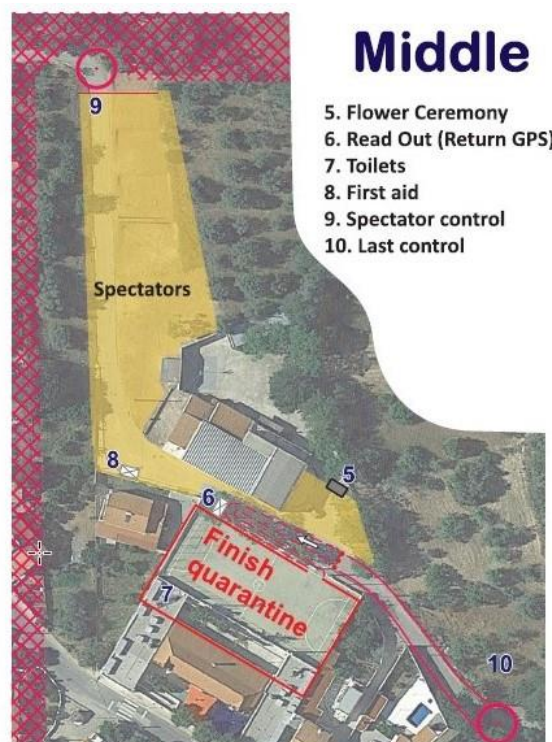 Middle
5. Flower Ceremony
6. Read Out (Return GPS)
7. Toilets
8. First aid
9. Spectator control
10. Last control
9
Spectators
8
5
6
Finish
quarantine
7
10